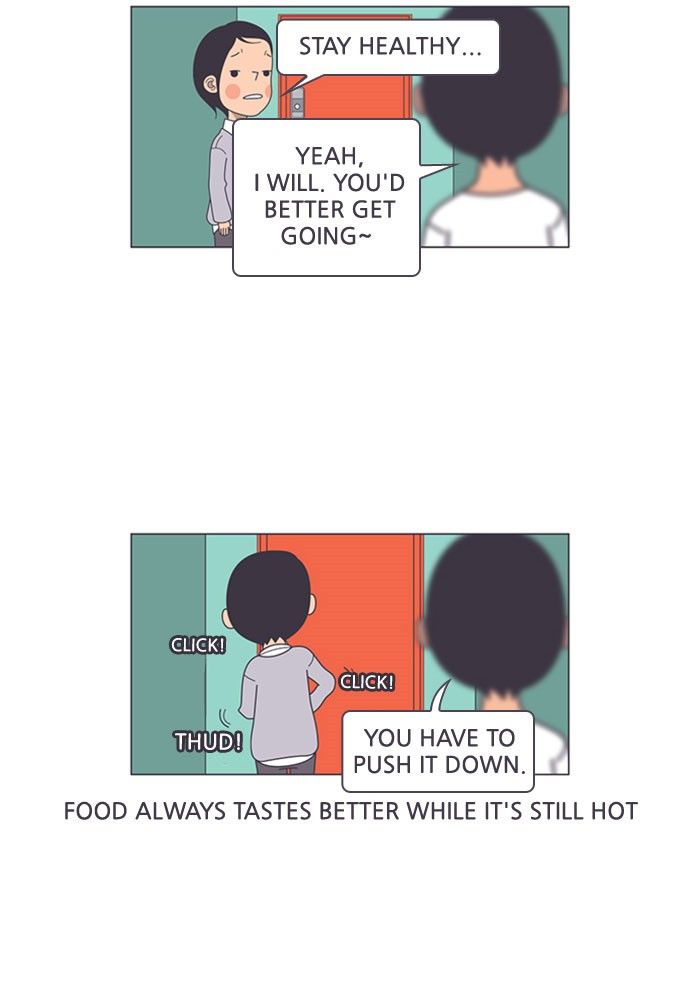 STAY HEALTHY...
YEAH,
I WILL. YOU'D
BETTER GET
GOING~
CLICK!
CLICK!
THUD!
YOU HAVE TO
PUSH IT DOWN.
FOOD ALWAYS TASTES BETTER WHILE IT'S STILL HOT